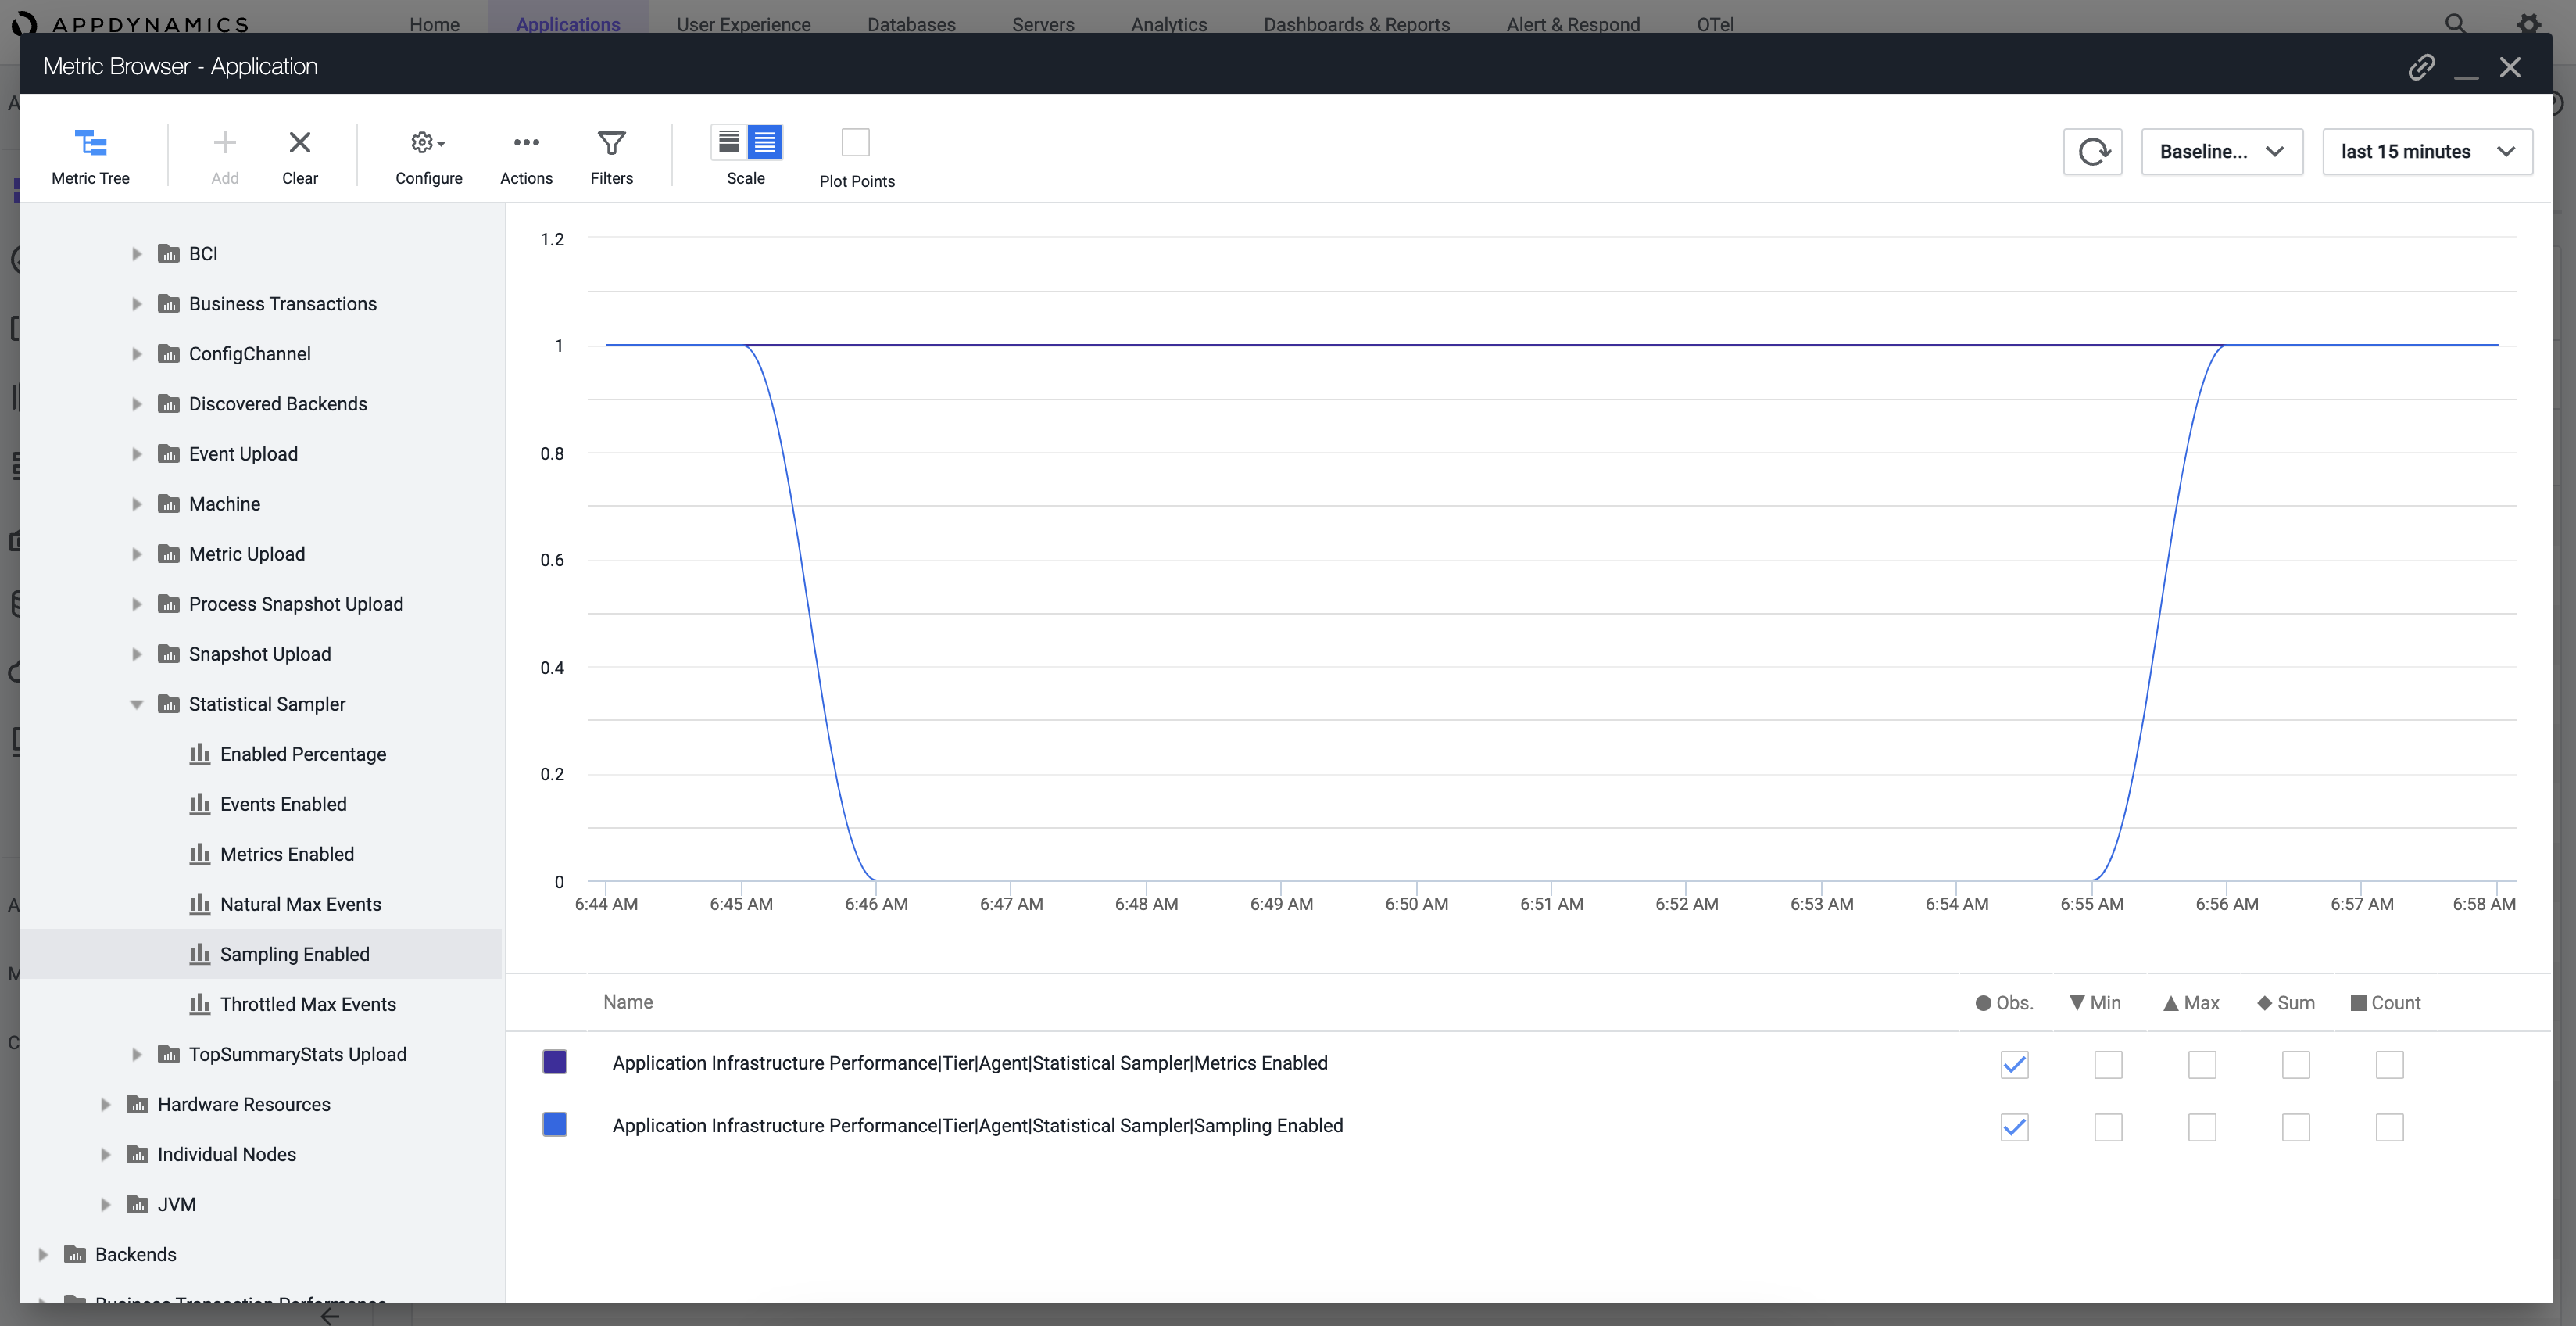 APPDYNAMICS Home Applications User Experience Databases Servers Analytics Dashboards & Reports Alert & Respond OTel
Metric Browser - Application
Metric Tree Add Clear Configure Actions Filters Scale Plot Points Baseline... last 15 minutes
BCI
Business Transactions
ConfigChannel
Discovered Backends
Event Upload
Machine
Metric Upload
Process Snapshot Upload
Snapshot Upload
Statistical Sampler
Enabled Percentage
Events Enabled
Metrics Enabled
Natural Max Events
Sampling Enabled
Throttled Max Events
TopSummaryStats Upload
Hardware Resources
Individual Nodes
JVM
Backends
Business Transaction Performance
1.2
1
0.8
0.6
0.4
0.2
0
6:44 AM 6:45 AM 6:46 AM 6:47 AM 6:48 AM 6:49 AM 6:50 AM 6:51 AM 6:52 AM 6:53 AM 6:54 AM 6:55 AM 6:56 AM 6:57 AM 6:58 AM
Name Obs. Min Max Sum Count
Application Infrastructure Performance|Tier|Agent|Statistical Sampler|Metrics Enabled
Application Infrastructure Performance|Tier|Agent|Statistical Sampler|Sampling Enabled